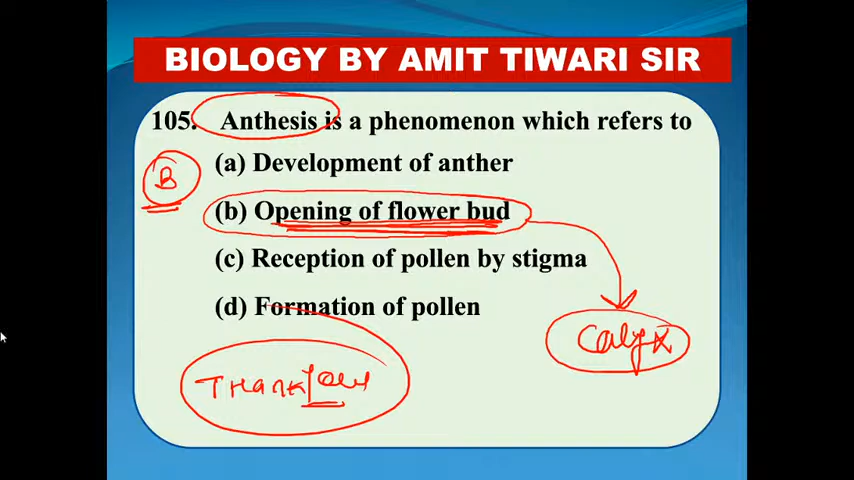 BIOLOGY BY AMIT TIWARI SIR
105. Anthesis is a phenomenon which refers to
(a) Development of anther
B
(b) Opening of flower bud
(c) Reception of pollen by stigma
(d) Formation of pollen
Calyx
THANK YOU